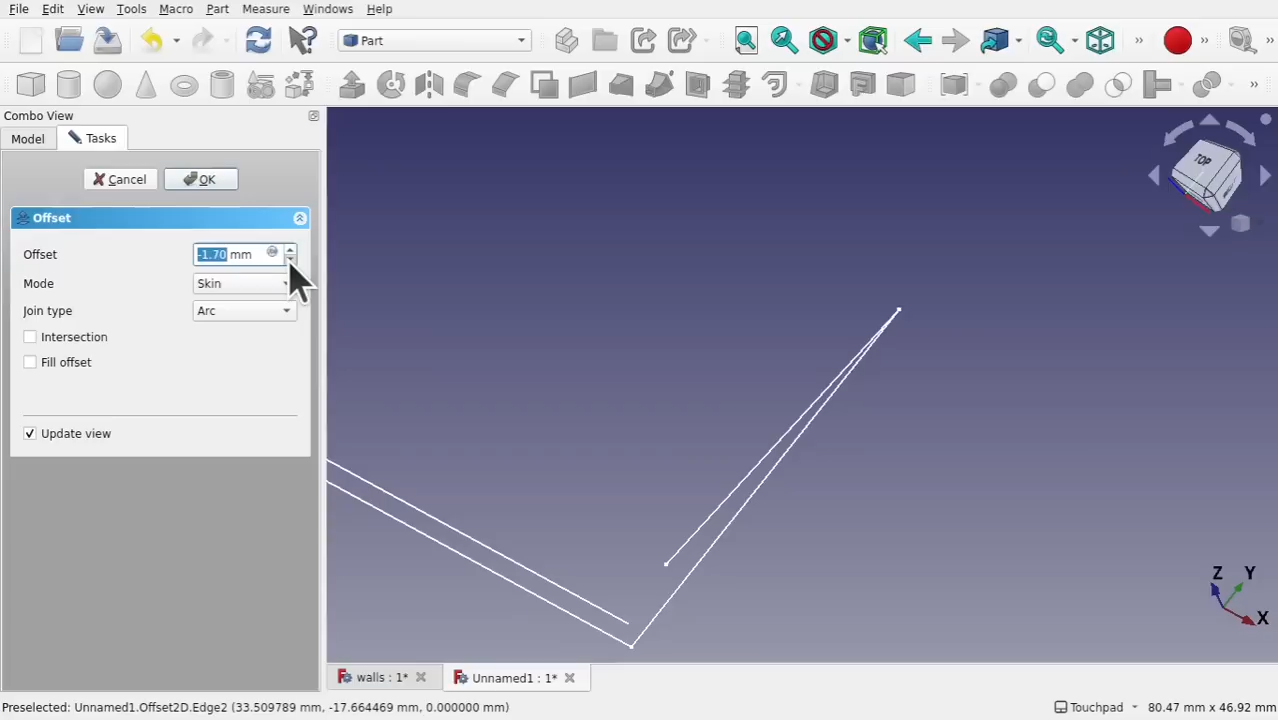 File Edit View Tools Macro Part Measure Windows Help
Part
»
»
»
»
Combo View
Model Tasks
Cancel OK
Offset
Offset -1.70 mm
Mode Skin
Join type Arc
Intersection
Fill offset
Update view
TOP
Z Y
X
walls : 1* Unnamed1 : 1*
Preselected: Unnamed1.Offset2D.Edge2 (33.509789 mm, -17.664469 mm, 0.000000 mm) Touchpad 80.47 mm x 46.92 mm